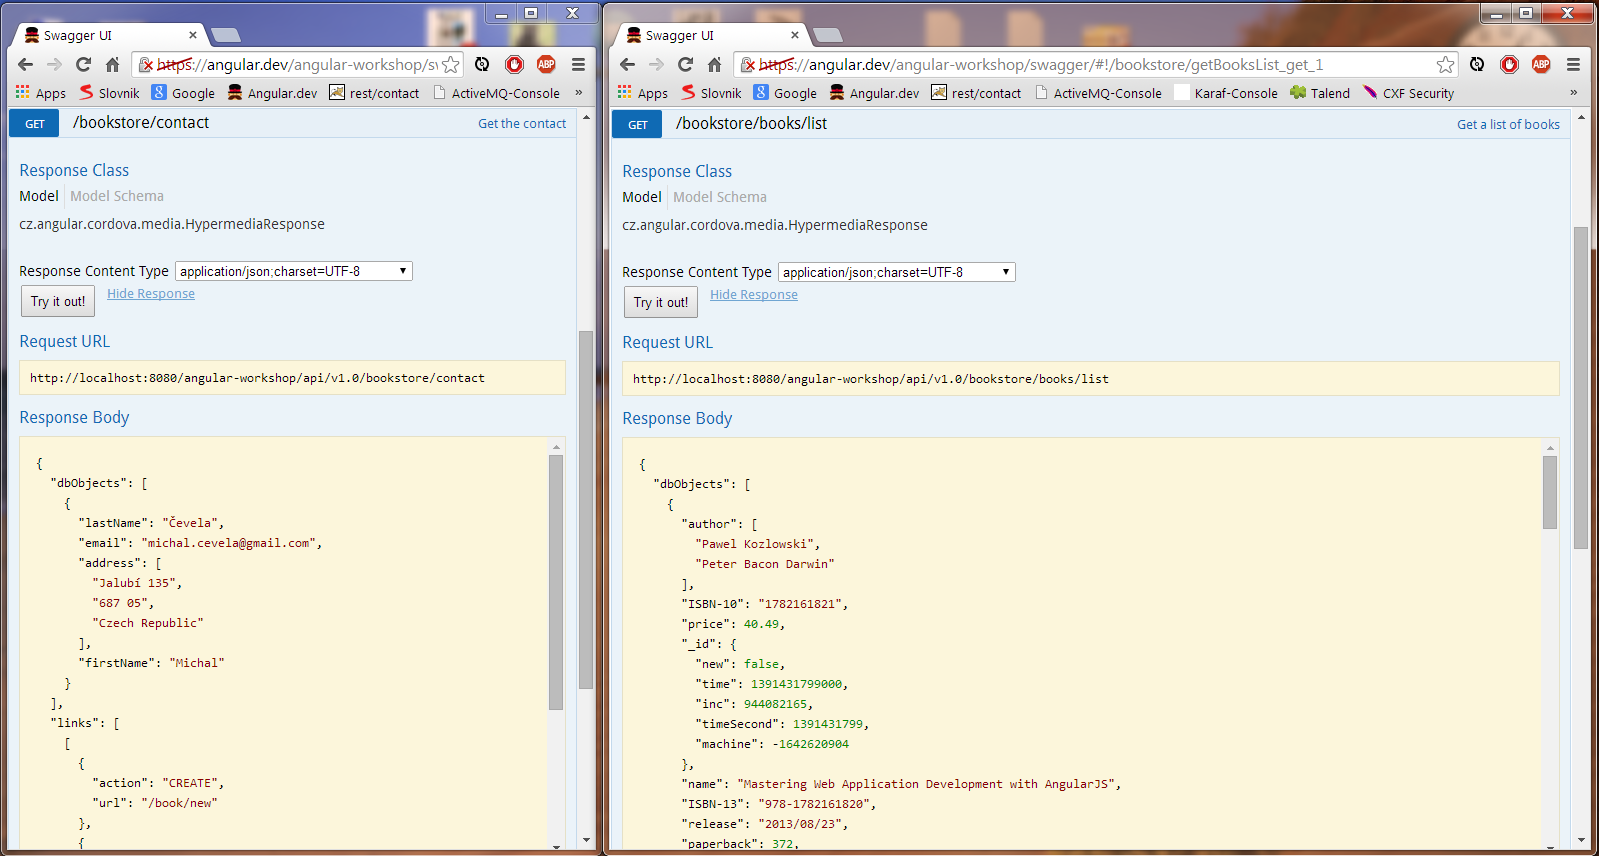 Swagger UI
https://angular.dev/angular-workshop/sv
Apps Slovnik Google Angular.dev rest/contact ActiveMQ-Console »
GET /bookstore/contact Get the contact
Response Class
Model Model Schema
cz.angular.cordova.media.HypermediaResponse
Response Content Type application/json;charset=UTF-8
Try it out! Hide Response
Request URL
http://localhost:8080/angular-workshop/api/v1.0/bookstore/contact
Response Body
{
"dbObjects": [
{
"lastName": "Čevela",
"email": "michal.cevela@gmail.com",
"address": [
"Jalubí 135",
"687 05",
"Czech Republic"
],
"firstName": "Michal"
}
],
"links": [
[
{
"action": "CREATE",
"url": "/book/new"
},
{
Swagger UI
https://angular.dev/angular-workshop/swagger/#!/bookstore/getBooksList_get_1
Apps Slovnik Google Angular.dev rest/contact ActiveMQ-Console Karaf-Console Talend CXF Security »
GET /bookstore/books/list Get a list of books
Response Class
Model Model Schema
cz.angular.cordova.media.HypermediaResponse
Response Content Type application/json;charset=UTF-8
Try it out! Hide Response
Request URL
http://localhost:8080/angular-workshop/api/v1.0/bookstore/books/list
Response Body
{
"dbObjects": [
{
"author": [
"Pawel Kozlowski",
"Peter Bacon Darwin"
],
"ISBN-10": "1782161821",
"price": 40.49,
"_id": {
"new": false,
"time": 1391431799000,
"inc": 944082165,
"timeSecond": 1391431799,
"machine": -1642620904
},
"name": "Mastering Web Application Development with AngularJS",
"ISBN-13": "978-1782161820",
"release": "2013/08/23",
"paperback": 372,